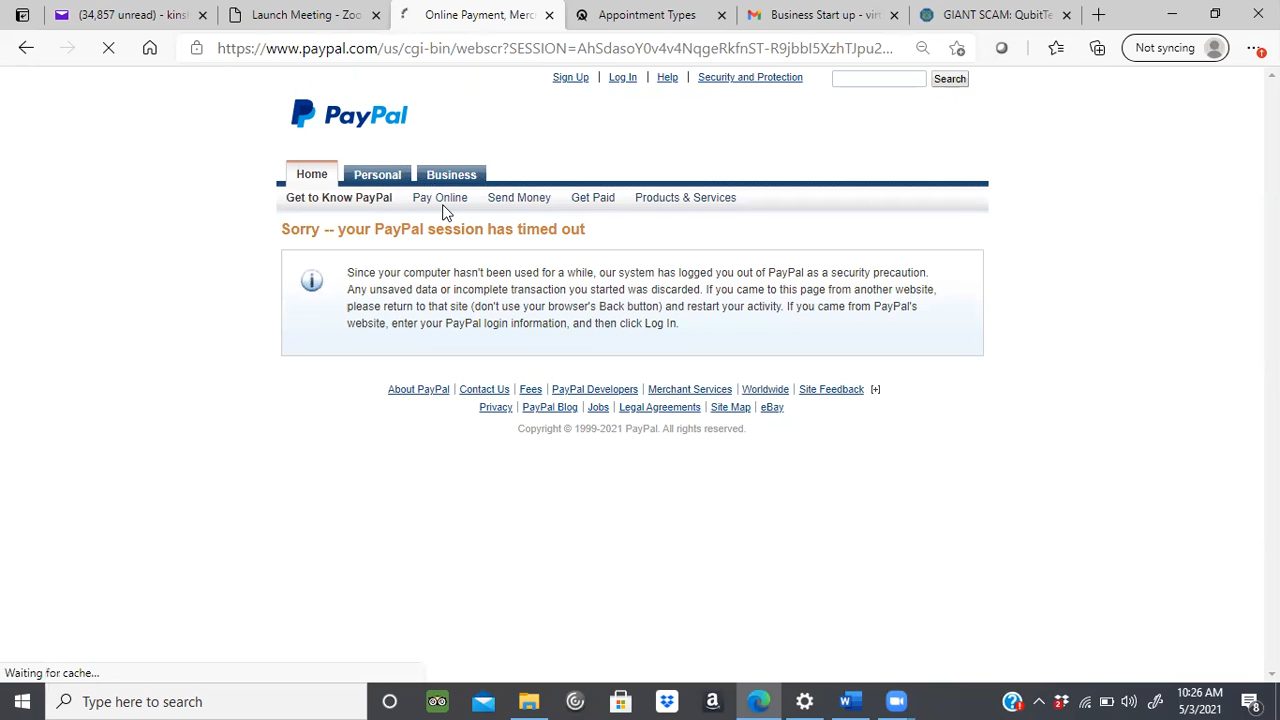 (34,857 unread) - kinsl
Launch Meeting - Zoo
Online Payment, Merc
Appointment Types
Business Start up - virt
GIANT SCAM: QubitTe
https://www.paypal.com/us/cgi-bin/webscr?SESSION=AhSdasoY0v4v4NqgeRkfnST-R9jbbI5XzhTJpu2...
Not syncing
Sign Up | Log In | Help | Security and Protection
Search
PayPal
Home Personal Business
Get to Know PayPal Pay Online Send Money Get Paid Products & Services
Sorry -- your PayPal session has timed out
Since your computer hasn't been used for a while, our system has logged you out of PayPal as a security precaution.
Any unsaved data or incomplete transaction you started was discarded. If you came to this page from another website,
please return to that site (don't use your browser's Back button) and restart your activity. If you came from PayPal's
website, enter your PayPal login information, and then click Log In.
About PayPal | Contact Us | Fees | PayPal Developers | Merchant Services | Worldwide | Site Feedback [+]
Privacy | PayPal Blog | Jobs | Legal Agreements | Site Map | eBay
Copyright © 1999-2021 PayPal. All rights reserved.
Waiting for cache...
Type here to search
10:26 AM
5/3/2021
8